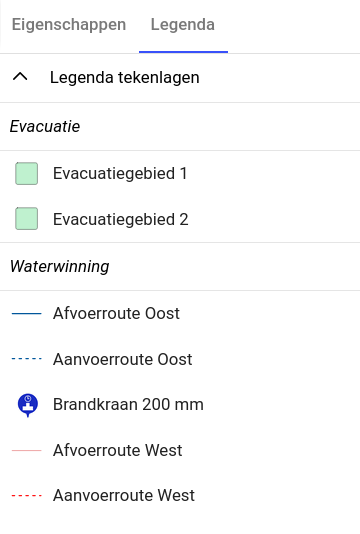 Eigenschappen Legenda
Legenda tekenlagen
Evacuatie
Evacuatiegebied 1
Evacuatiegebied 2
Waterwinning
Afvoerroute Oost
Aanvoerroute Oost
Brandkraan 200 mm
Afvoerroute West
Aanvoerroute West